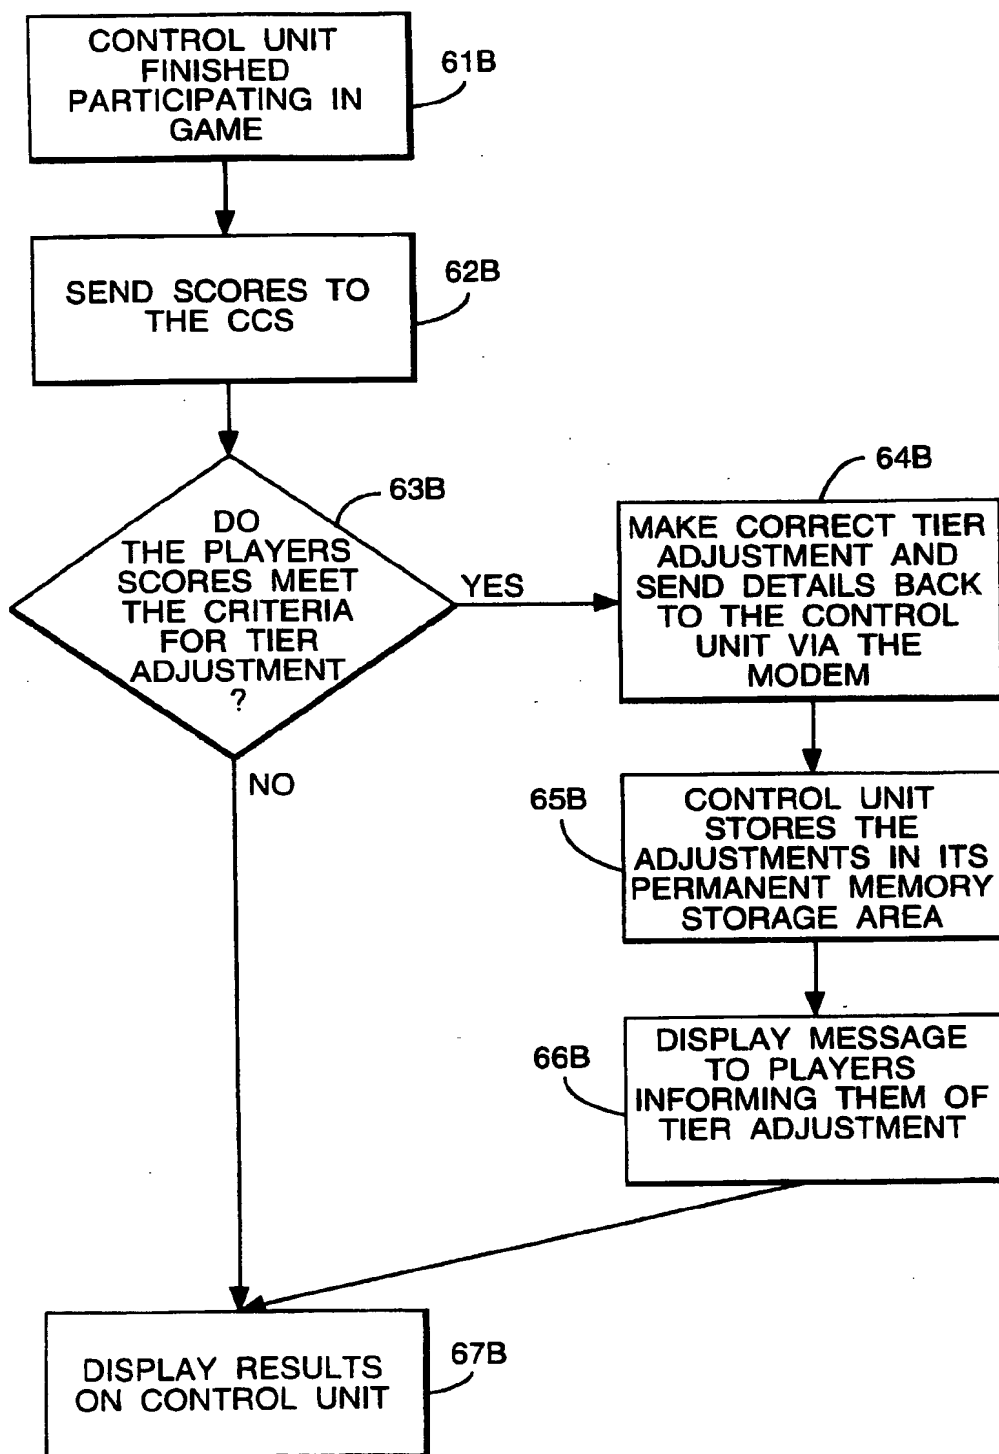 CONTROL UNIT
FINISHED
PARTICIPATING IN
GAME
61B
SEND SCORES TO
THE CCS
62B
DO
THE PLAYERS
SCORES MEET
THE CRITERIA
FOR TIER
ADJUSTMENT
?
63B
YES
NO
64B
MAKE CORRECT TIER
ADJUSTMENT AND
SEND DETAILS BACK
TO THE CONTROL
UNIT VIA THE
MODEM
65B
CONTROL UNIT
STORES THE
ADJUSTMENTS IN ITS
PERMANENT MEMORY
STORAGE AREA
66B
DISPLAY MESSAGE
TO PLAYERS
INFORMING THEM OF
TIER ADJUSTMENT
DISPLAY RESULTS
ON CONTROL UNIT
67B